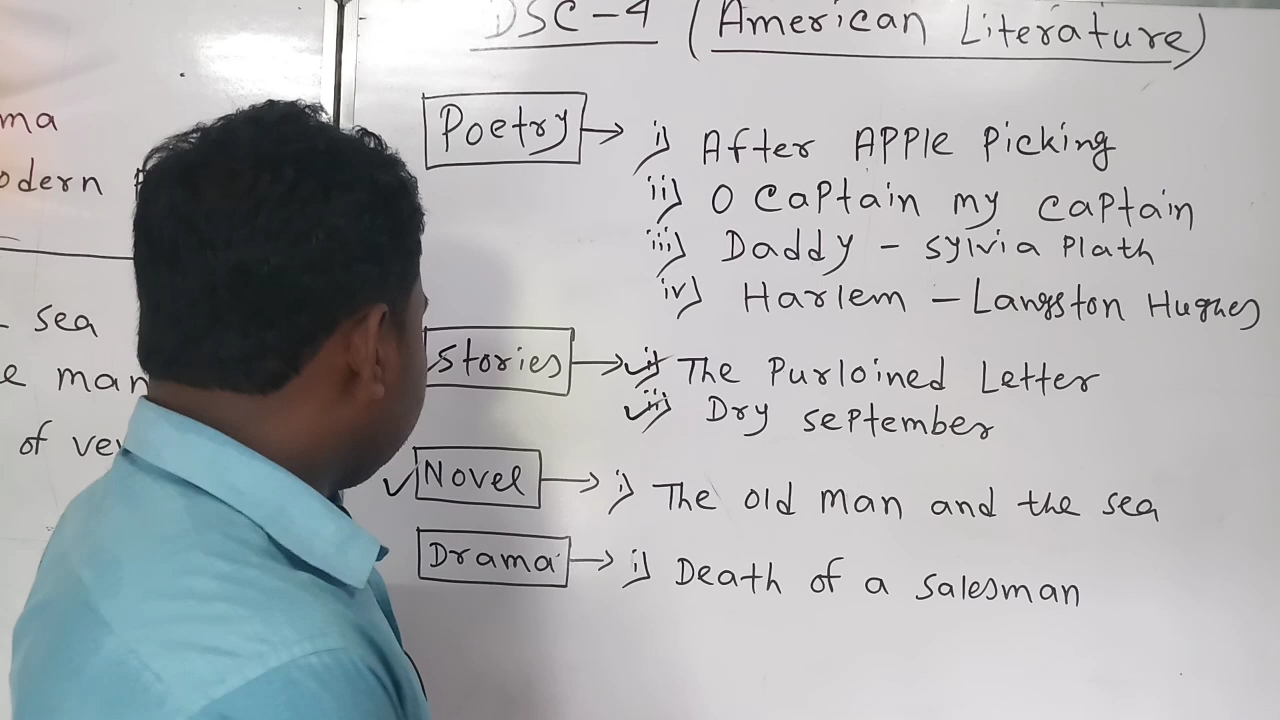 ma
odern
sea
man
of
DSC-4 (American Literature)
Poetry → i) After APPle Picking
ii) O Captain my captain
iii) Daddy - sylvia Plath
iv) Harlem - Langston Hughes
Stories → i) The Purloined Letter
ii) Dry september
Novel → i) The old man and the sea
Drama → i) Death of a salesman